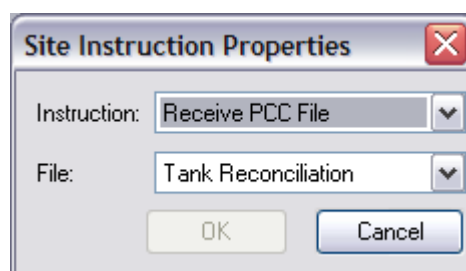 Site Instruction Properties
Instruction: Receive PCC File
File: Tank Reconciliation
OK Cancel